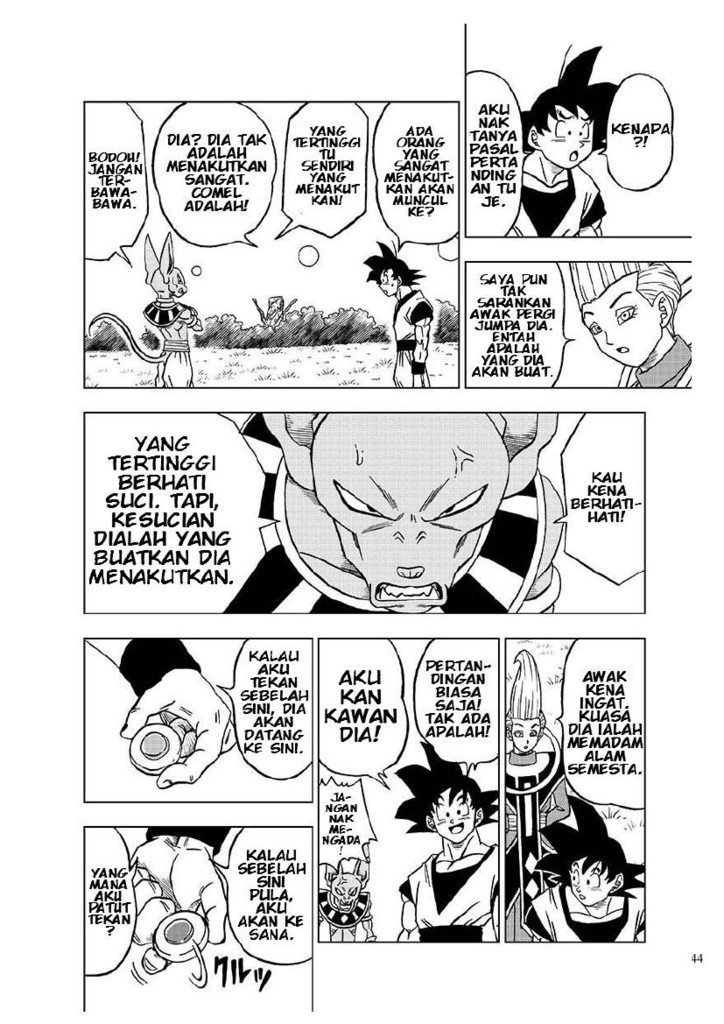 KENAPA
?!
AKU
NAK
TANYA
PASAL
PERTA
NDING
AN TU
JE.
SAYA PUN
TAK
SARANKAN
AWAK PERGI
JUMPA DIA.
ENTAH
APALAH
YANG DIA
AKAN BUAT.
ADA
ORANG
YANG
SANGAT
MENAKUT-
KAN AKAN
MUNCUL
KE?
YANG
TERTINGGI
TU
SENDIRI
YANG
MENAKUT
KAN!
DIA? DIA TAK
ADALAH
MENAKUTKAN
SANGAT.
COMEL
ADALAH!
BODOH!
JANGAN
TER-
BAWA-
BAWA.
KAU
KENA
BERHATI-
HATI!
YANG
TERTINGGI
BERHATI
SUCI. TAPI,
KESUCIAN
DIALAH YANG
BUATKAN DIA
MENAKUTKAN.
AWAK
KENA
INGAT.
KUASA
DIA IALAH
MEMADAM
ALAM
SEMESTA.
PERTAN-
DINGAN
BIASA
SAJA!
TAK ADA
APALAH!
AKU
KAN
KAWAN
DIA!
JA-
NGAN
NAK
ME-
NGADA
!
KALAU
AKU
TEKAN
SEBELAH
SINI, DIA
AKAN
DATANG
KE SINI.
KALAU
SEBELAH
SINI
PULA,
AKU
AKAN KE
SANA.
YANG
MANA
AKU
PATUT
TEKAN
?
クルッ
44